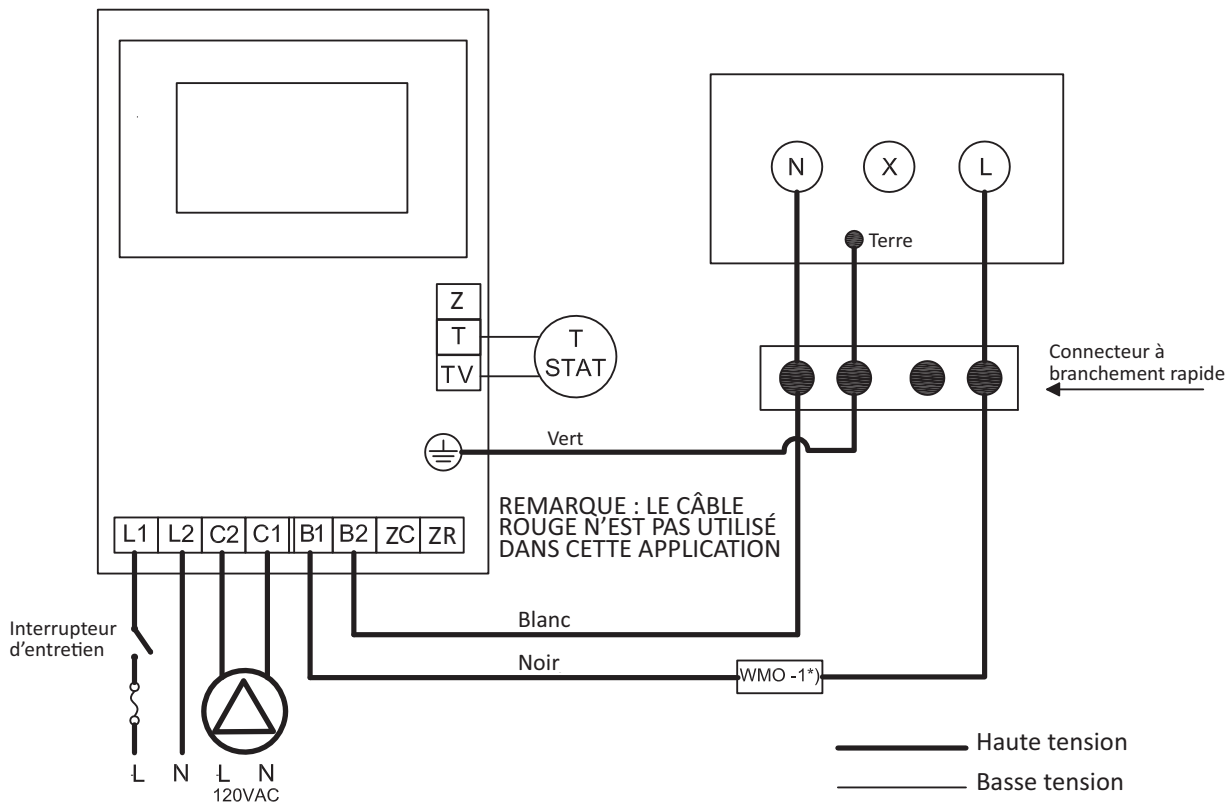 N
X
L
Terre
Z
T
TV
T
STAT
Connecteur à
branchement rapide
Vert
REMARQUE : LE CÂBLE
ROUGE N'EST PAS UTILISÉ
DANS CETTE APPLICATION
L1 L2 C2 C1 B1 B2 ZC ZR
Blanc
Interrupteur
d'entretien
Noir
WMO -1*)
Haute tension
L N L N
120VAC
Basse tension